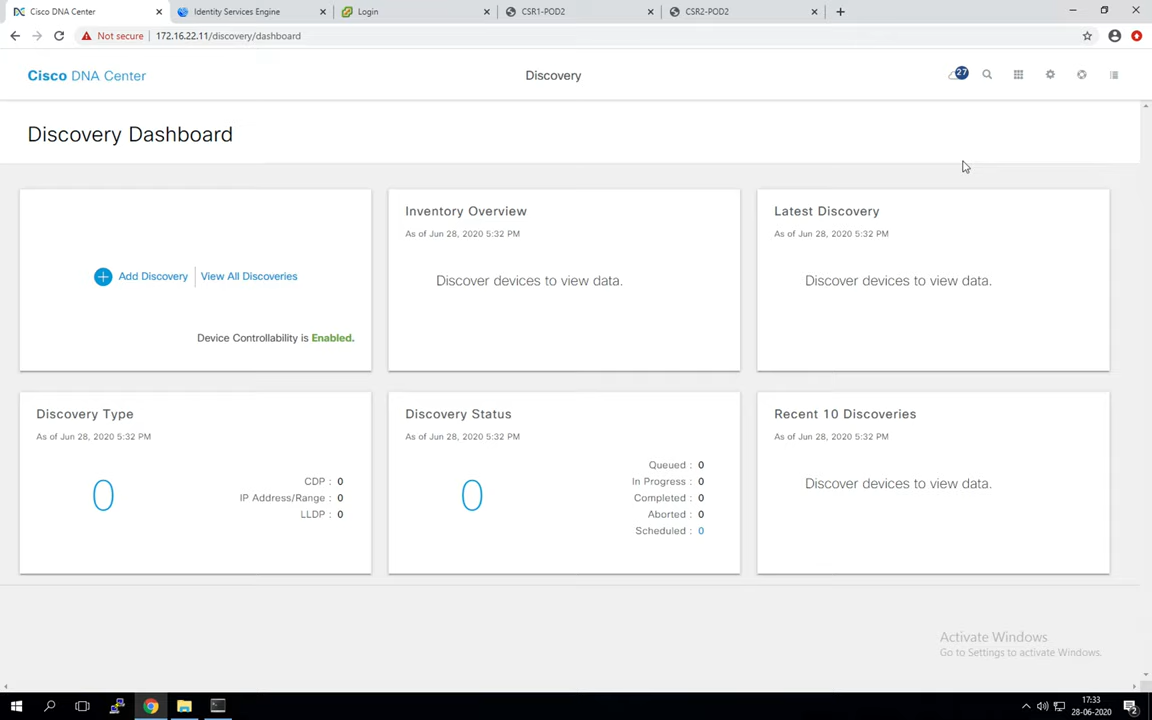 Cisco DNA Center
Identity Services Engine
Login
CSR1-POD2
CSR2-POD2
Not secure
172.16.22.11/discovery/dashboard
Cisco DNA Center
Discovery
27
Discovery Dashboard
Add Discovery
View All Discoveries
Device Controllability is Enabled.
Inventory Overview
As of Jun 28, 2020 5:32 PM
Discover devices to view data.
Latest Discovery
As of Jun 28, 2020 5:32 PM
Discover devices to view data.
Discovery Type
As of Jun 28, 2020 5:32 PM
0
CDP : 0
IP Address/Range : 0
LLDP : 0
Discovery Status
As of Jun 28, 2020 5:32 PM
0
Queued : 0
In Progress : 0
Completed : 0
Aborted : 0
Scheduled : 0
Recent 10 Discoveries
As of Jun 28, 2020 5:32 PM
Discover devices to view data.
Activate Windows
Go to Settings to activate Windows.
17:33
28-06-2020
2